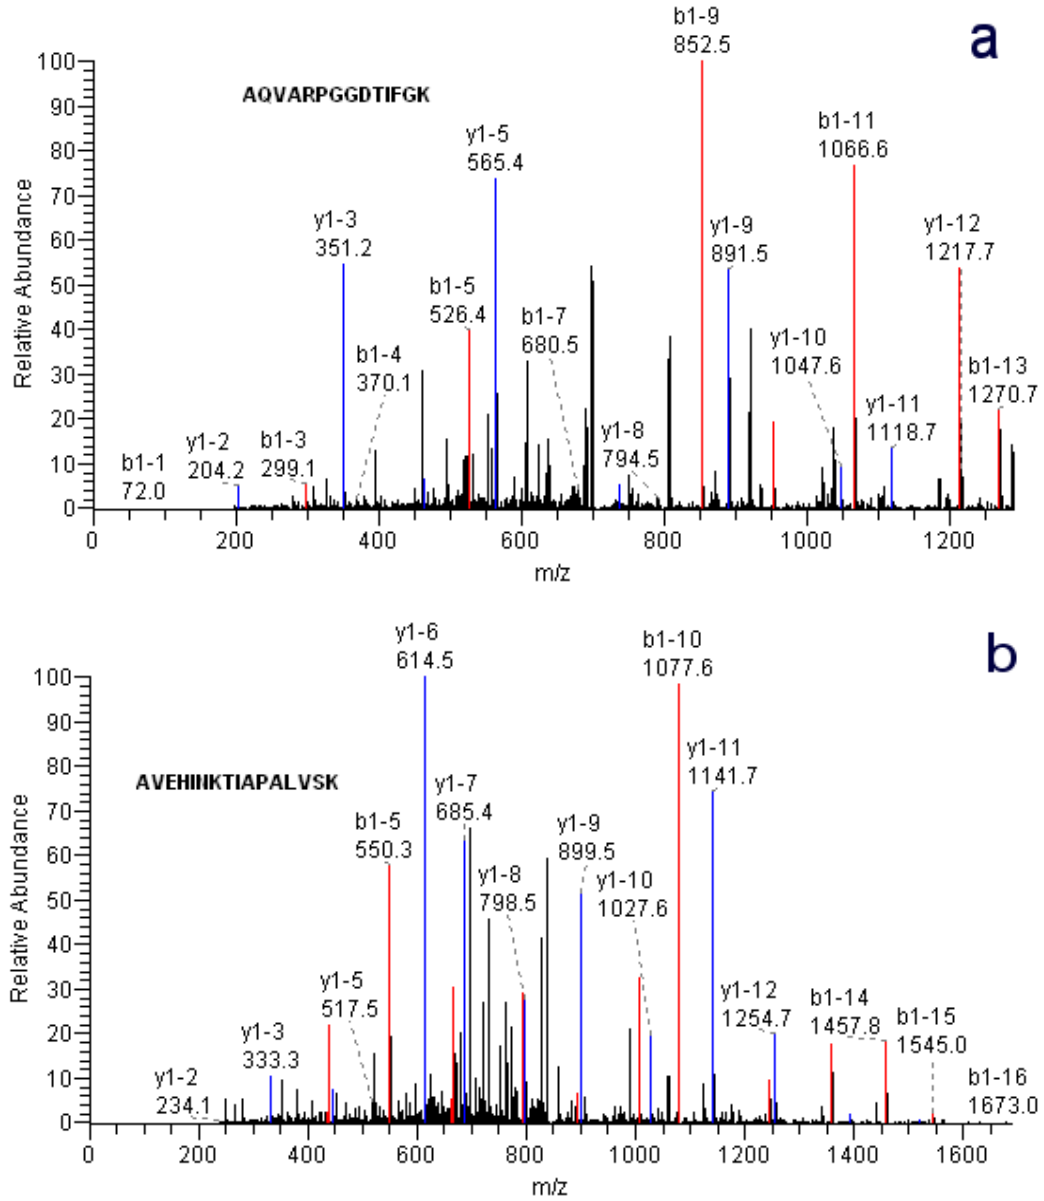 a
b1-9
852.5
AQVARPGGDTIFGK
b1-11
1066.6
y1-5
565.4
y1-3
351.2
y1-9
891.5
y1-12
1217.7
b1-5
526.4
b1-7
680.5
b1-4
370.1
y1-10
1047.6
b1-13
1270.7
y1-11
1118.7
y1-8
794.5
b1-3
299.1
y1-2
204.2
b1-1
72.0
Relative Abundance
100
90
80
70
60
50
40
30
20
10
0
0 200 400 600 800 1000 1200
m/z
b
y1-6
614.5
b1-10
1077.6
AVEHINKTIAPALVSK
y1-11
1141.7
y1-7
685.4
b1-5
550.3
y1-9
899.5
y1-8
798.5
y1-10
1027.6
y1-5
517.5
y1-12
1254.7
b1-14
1457.8
b1-15
1545.0
y1-3
333.3
y1-2
234.1
b1-16
1673.0
Relative Abundance
100
90
80
70
60
50
40
30
20
10
0
0 200 400 600 800 1000 1200 1400 1600
m/z